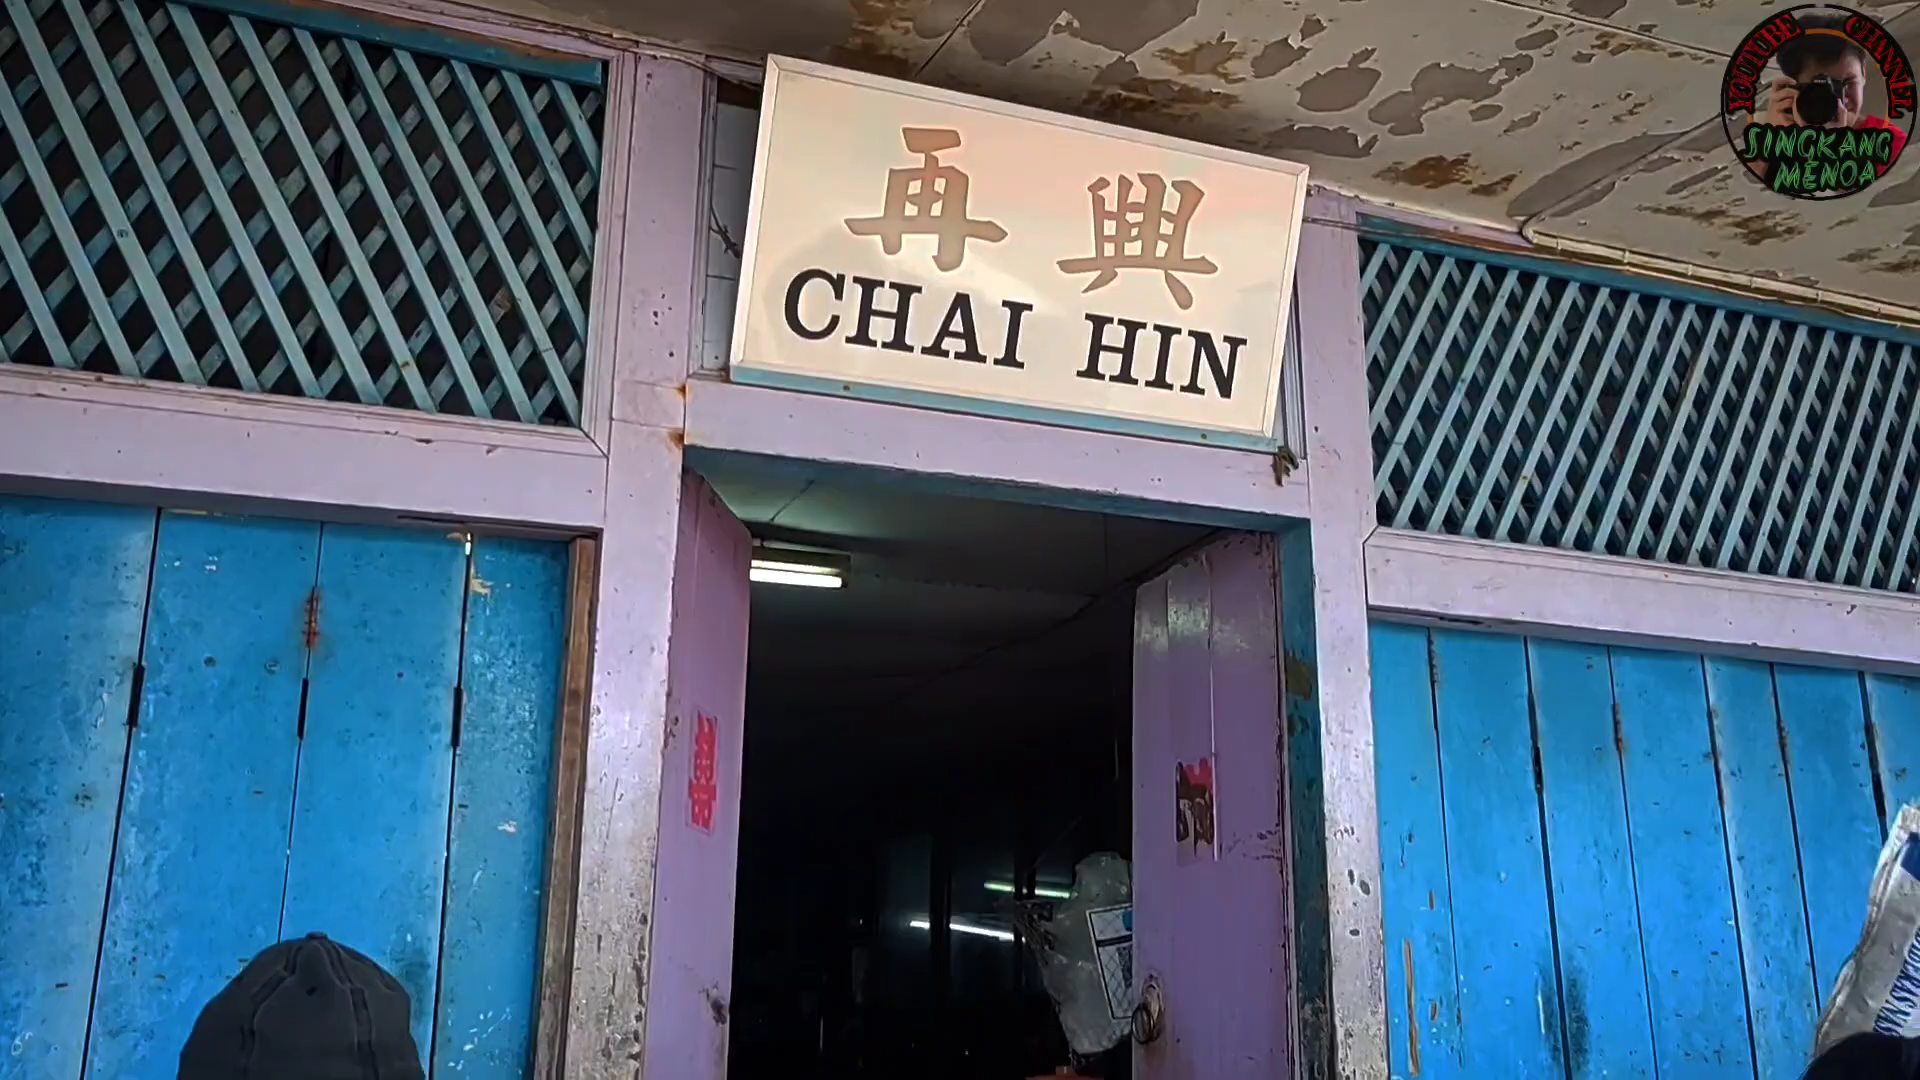 再興
CHAI HIN
YOUTUBE CHANNEL
SINGKANG
MENOA